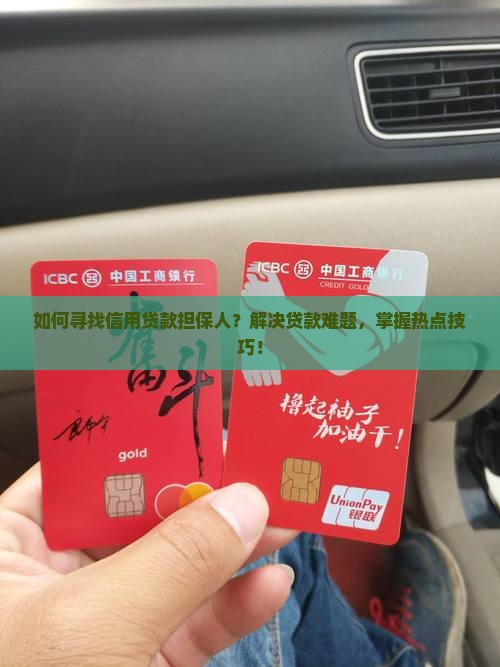 如何寻找信用贷款担保人？解决贷款难题，掌握热点技
巧！
ICBC 中国工商银行
奋斗
gold
ICBC 中国工商银行
CREDIT GOLD
撸起袖子
加油干！
UnionPay
银联